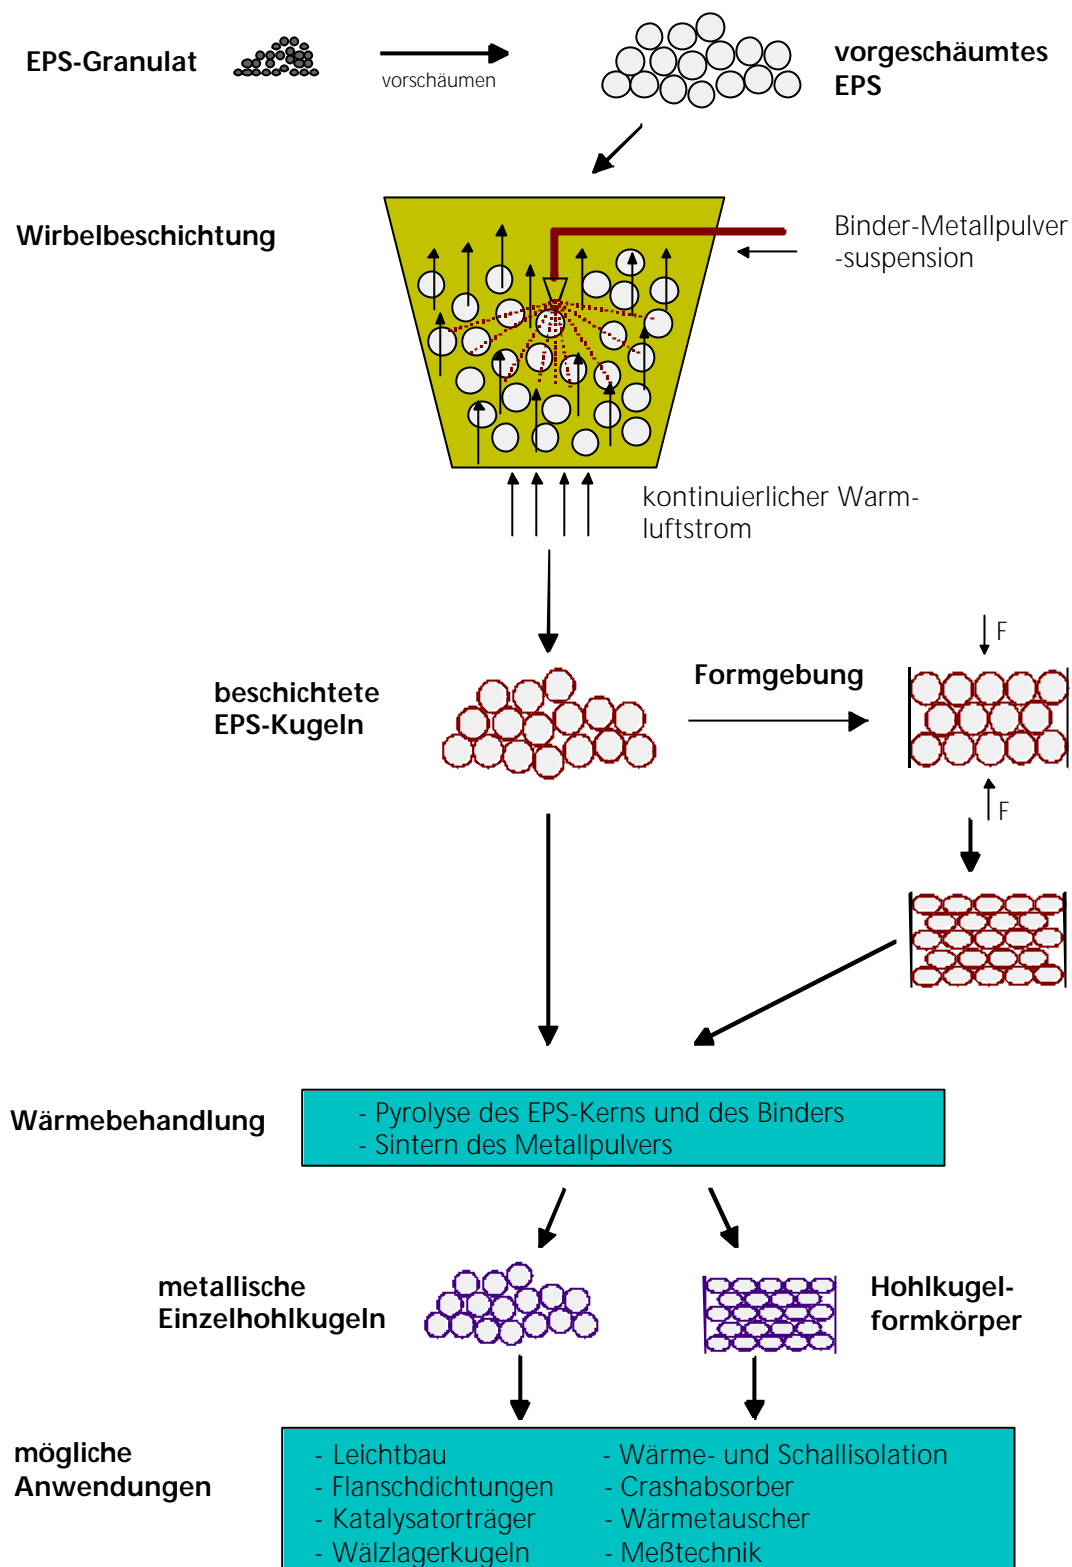 EPS-Granulat
vorschäumen
vorgeschäumtes
EPS
Wirbelbeschichtung
Binder-Metallpulver
-suspension
kontinuierlicher Warm-
luftstrom
F
beschichtete
EPS-Kugeln
Formgebung
F
Wärmebehandlung
- Pyrolyse des EPS-Kerns und des Binders
- Sintern des Metallpulvers
metallische
Einzelhohlkugeln
Hohlkugel-
formkörper
mögliche
Anwendungen
- Leichtbau
- Flanschdichtungen
- Katalysatorträger
- Wälzlagerkugeln
- Wärme- und Schallisolation
- Crashabsorber
- Wärmetauscher
- Meßtechnik